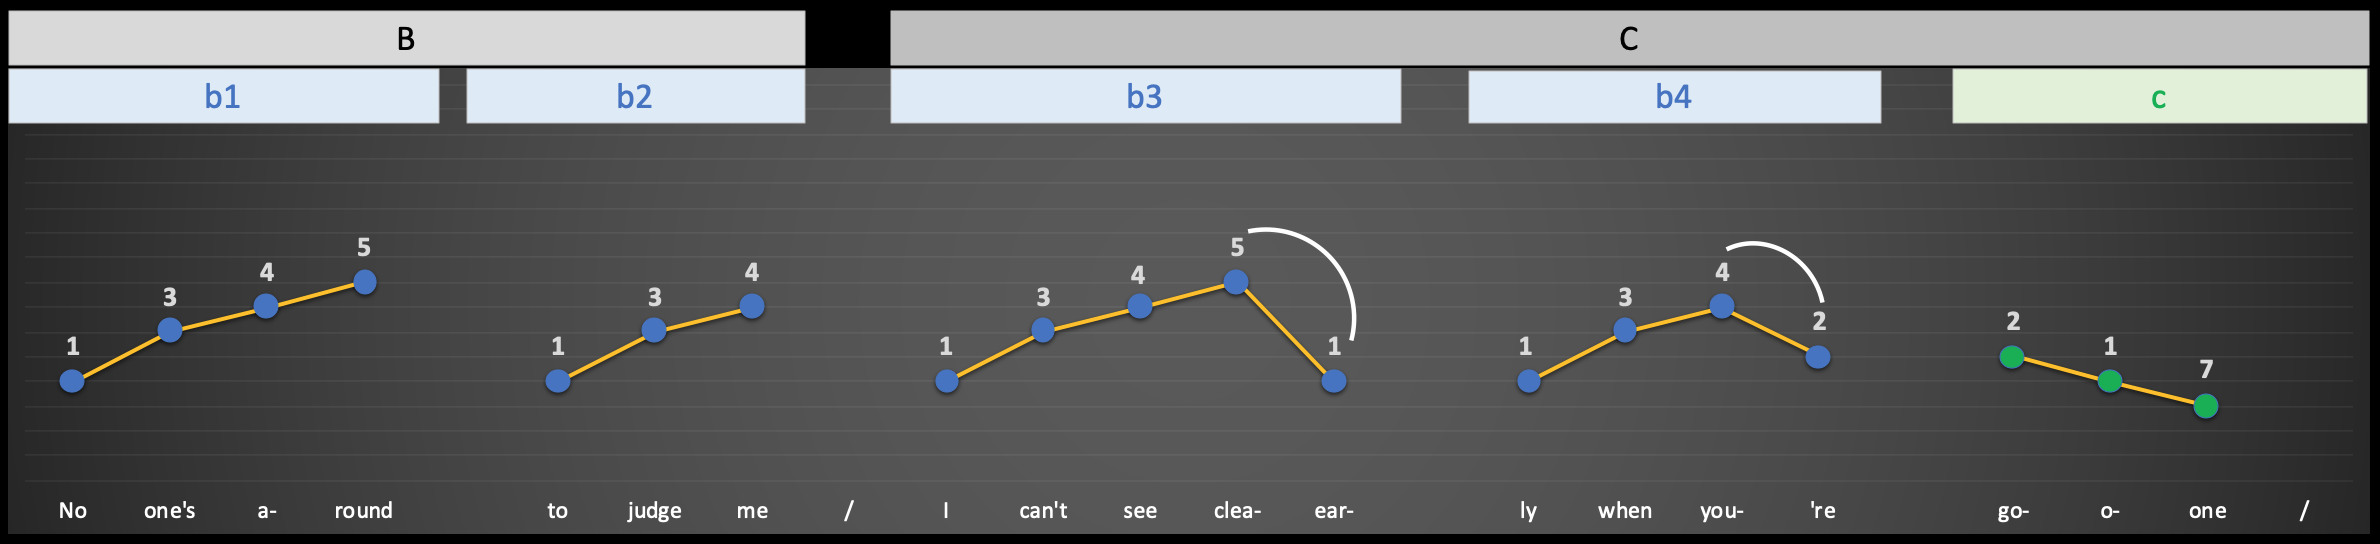 B C
b1 b2 b3 b4 c
1 3 4 5 1 3 4 1 3 4 5 1 1 3 4 2 2 1 7
No one's a- round to judge me / I can't see clea- ear- ly when you- 're go- o- one /